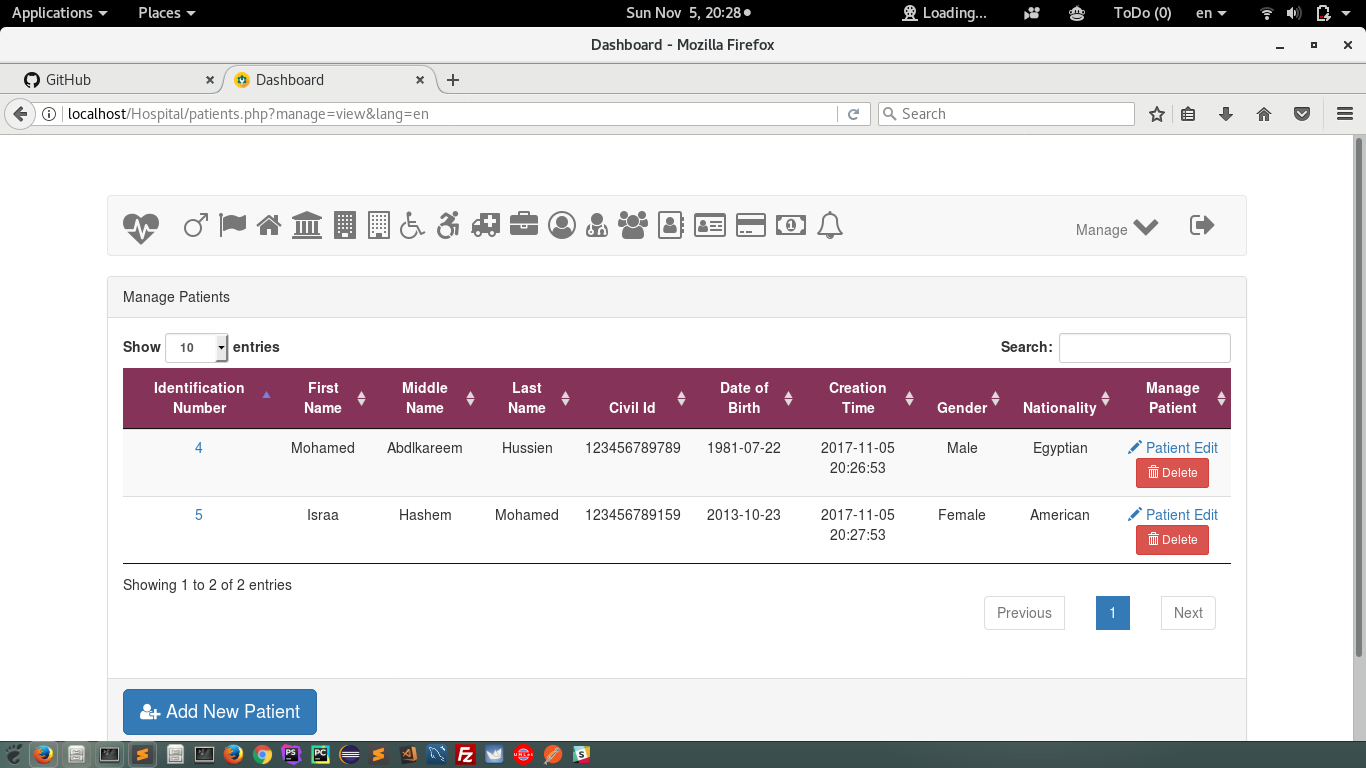 Applications Places Sun Nov 5, 20:28 Loading... ToDo (0) en
Dashboard - Mozilla Firefox
GitHub Dashboard
localhost/Hospital/patients.php?manage=view&lang=en Search
Manage
Manage Patients
Show 10 entries Search:
Identification Number First Name Middle Name Last Name Civil Id Date of Birth Creation Time Gender Nationality Manage Patient
4 Mohamed Abdlkareem Hussien 123456789789 1981-07-22 2017-11-05 Male Egyptian Patient Edit
20:26:53 Delete
5 Israa Hashem Mohamed 123456789159 2013-10-23 2017-11-05 Female American Patient Edit
20:27:53 Delete
Showing 1 to 2 of 2 entries
Previous 1 Next
Add New Patient